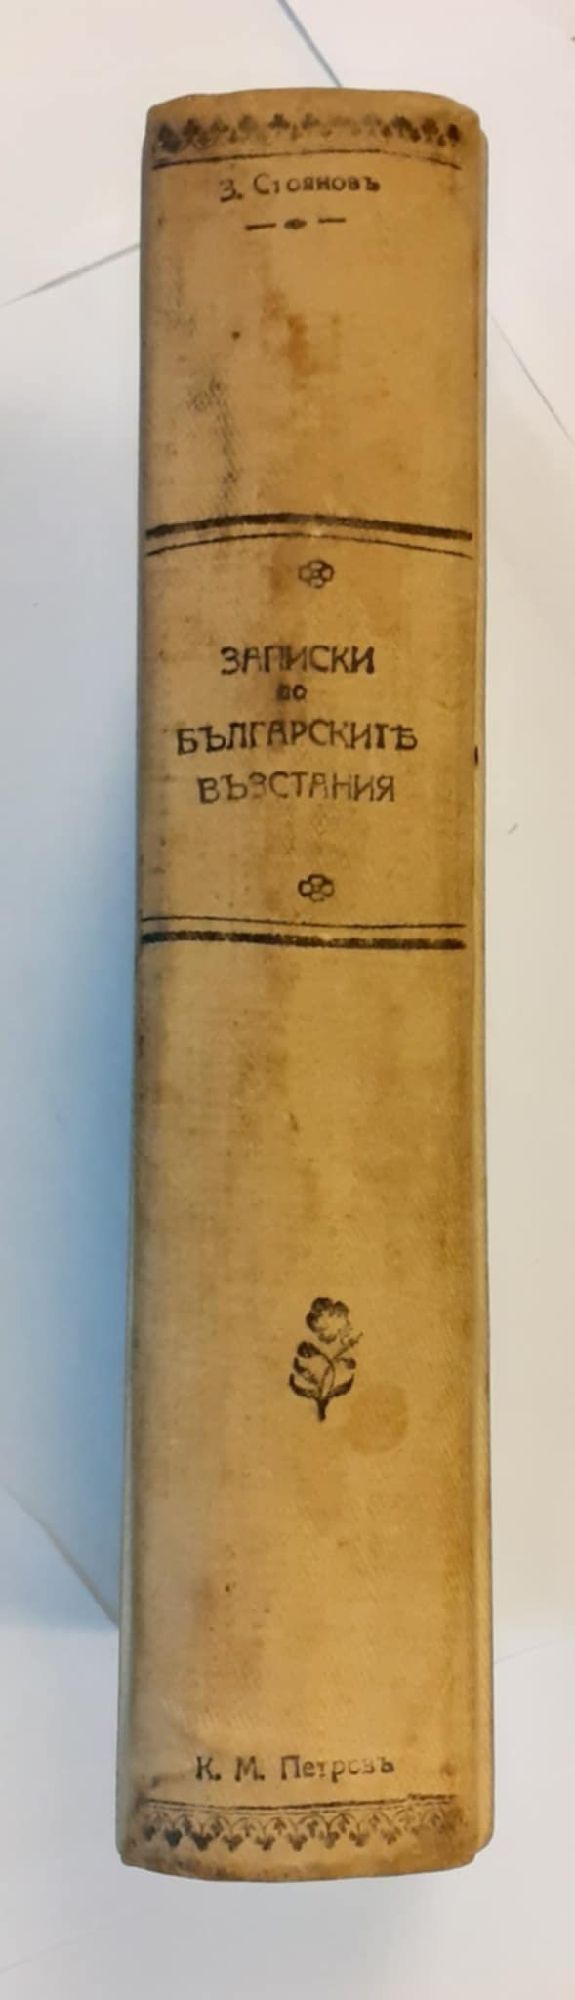 З. Стояновъ
ЗАПИСКИ
по
БЪЛГАРСКИТѢ
ВЪЗСТАНИЯ
К. М. Петровъ